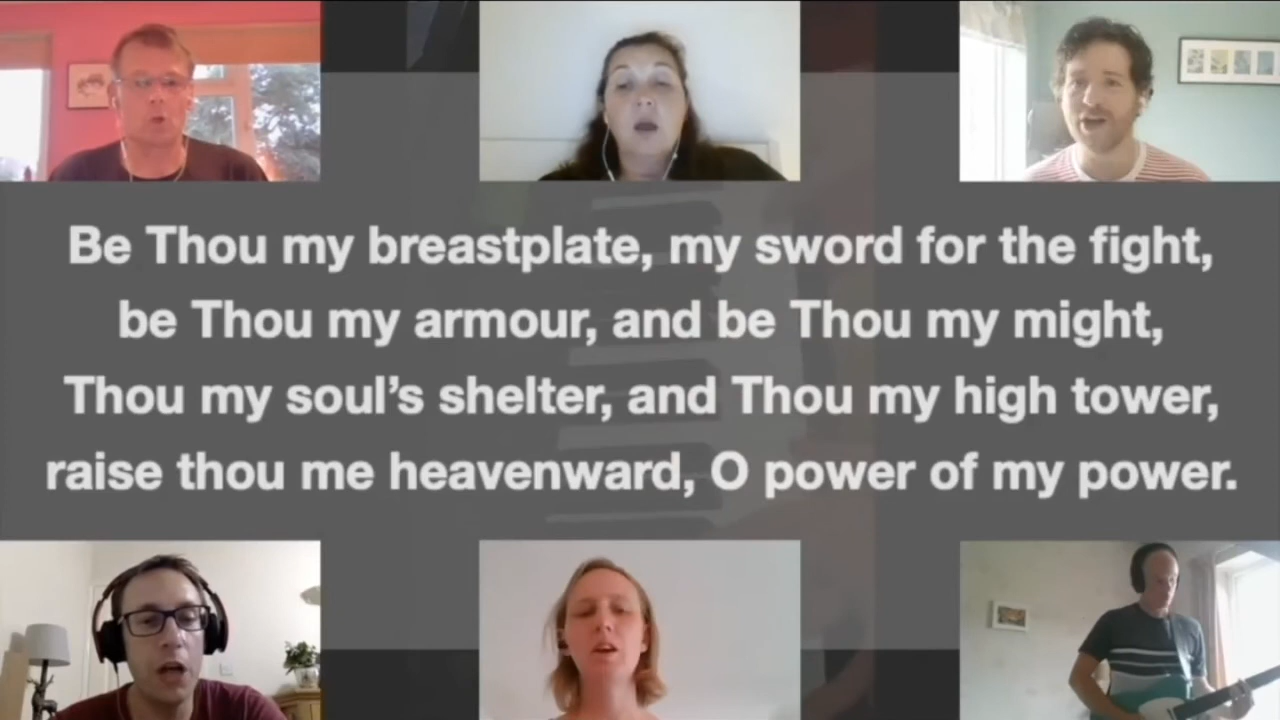 Be Thou my breastplate, my sword for the fight,
be Thou my armour, and be Thou my might,
Thou my soul’s shelter, and Thou my high tower,
raise thou me heavenward, O power of my power.